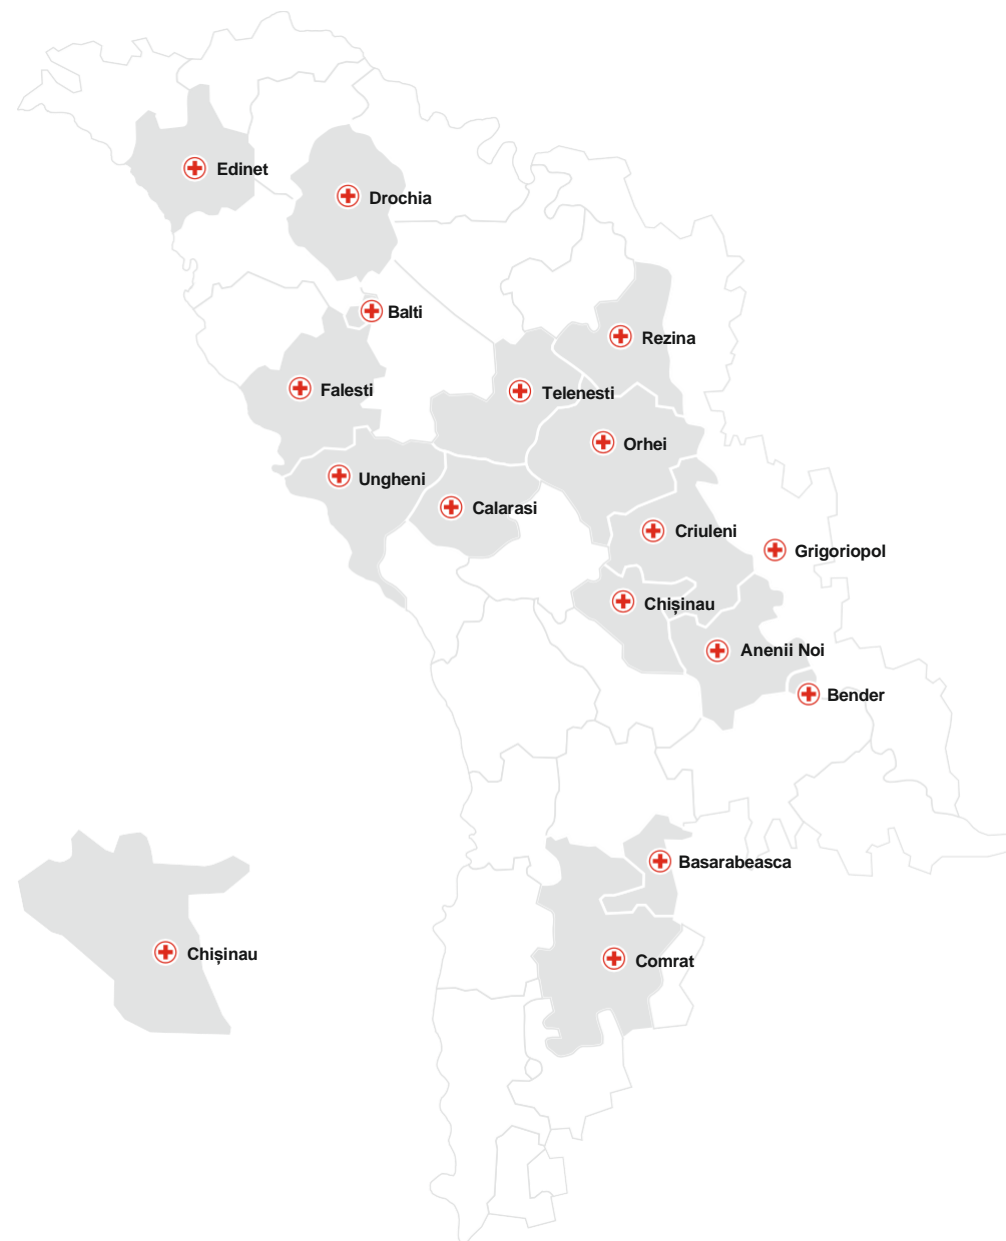 Edinet
Drochia
Balti
Rezina
Falesti
Telenesti
Orhei
Ungheni
Calarasi
Criuleni
Grigoriopol
Chișinau
Anenii Noi
Bender
Basarabeasca
Chișinau
Comrat